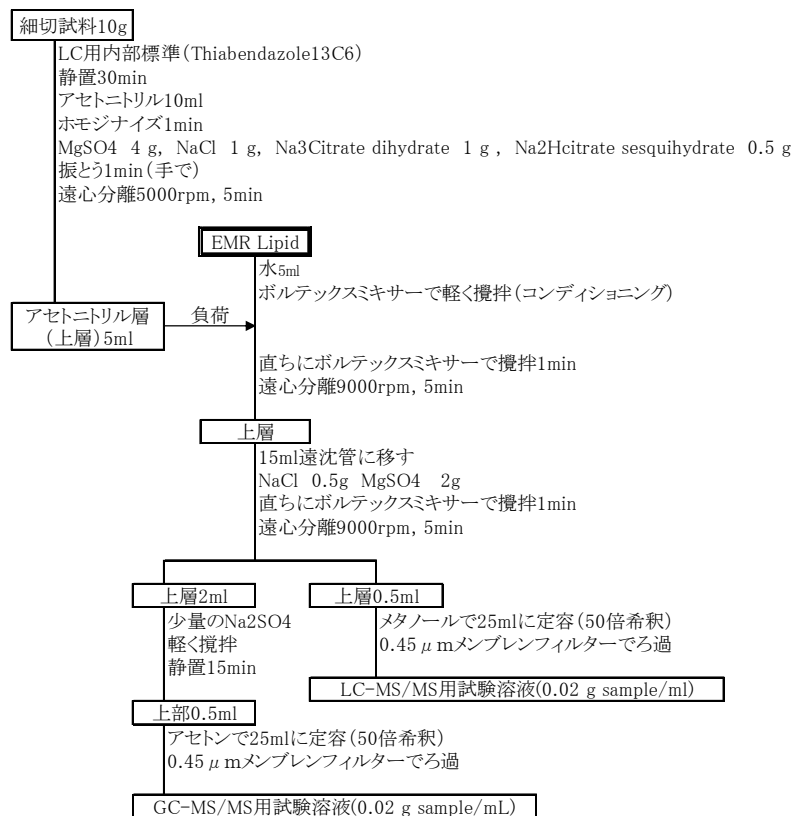 細切試料10g
LC用内部標準(Thiabendazole13C6)
静置30min
アセトニトリル10ml
ホモジナイズ1min
MgSO4 4 g, NaCl 1 g, Na3Citrate dihydrate 1 g , Na2Hcitrate sesquihydrate 0.5 g
振とう1min(手で)
遠心分離5000rpm, 5min
EMR Lipid
水5ml
ボルテックスミキサーで軽く攪拌(コンディショニング)
アセトニトリル層
(上層)5ml
負荷
直ちにボルテックスミキサーで攪拌1min
遠心分離9000rpm, 5min
上層
15ml遠沈管に移す
NaCl 0.5g MgSO4 2g
直ちにボルテックスミキサーで攪拌1min
遠心分離9000rpm, 5min
上層2ml
少量のNa2SO4
軽く撹拌
静置15min
上層0.5ml
メタノールで25mlに定容(50倍希釈)
0.45μmメンブレンフィルターでろ過
LC-MS/MS用試験溶液(0.02 g sample/ml)
上部0.5ml
アセトンで25mlに定容(50倍希釈)
0.45μmメンブレンフィルターでろ過
GC-MS/MS用試験溶液(0.02 g sample/mL)